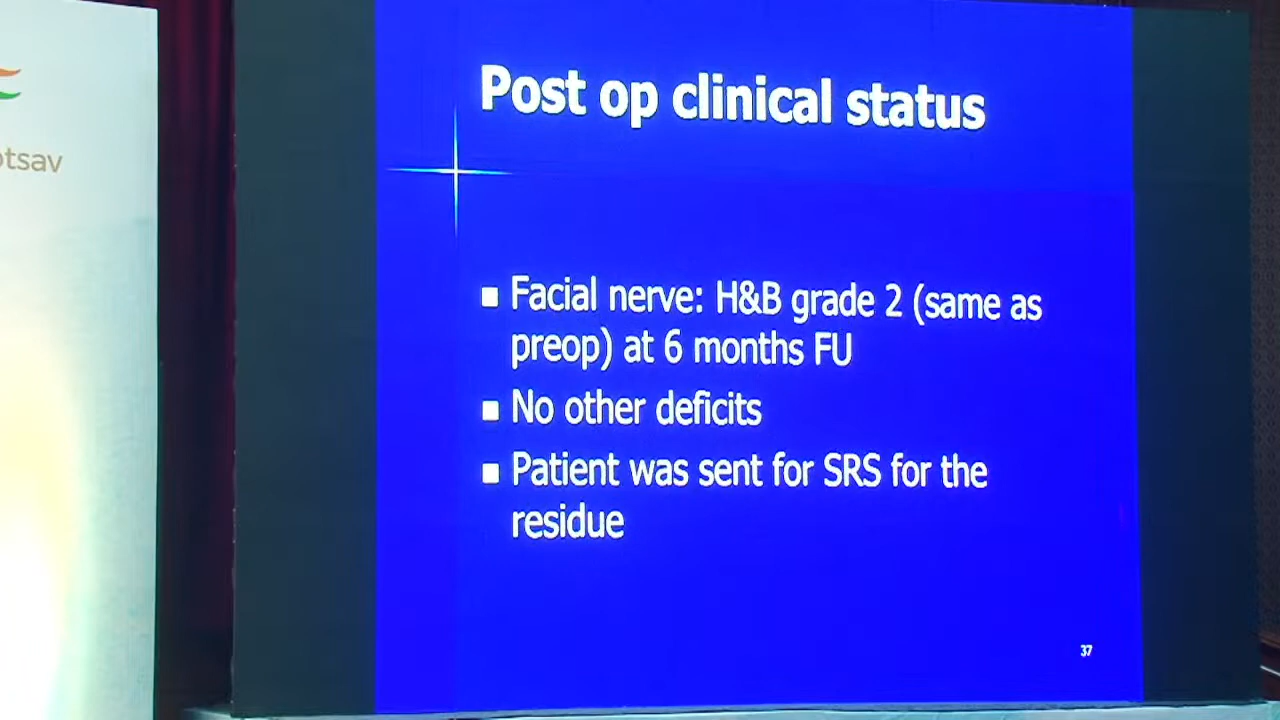 Post op clinical status
■ Facial nerve: H&B grade 2 (same as
preop) at 6 months FU
■ No other deficits
■ Patient was sent for SRS for the
residue
37